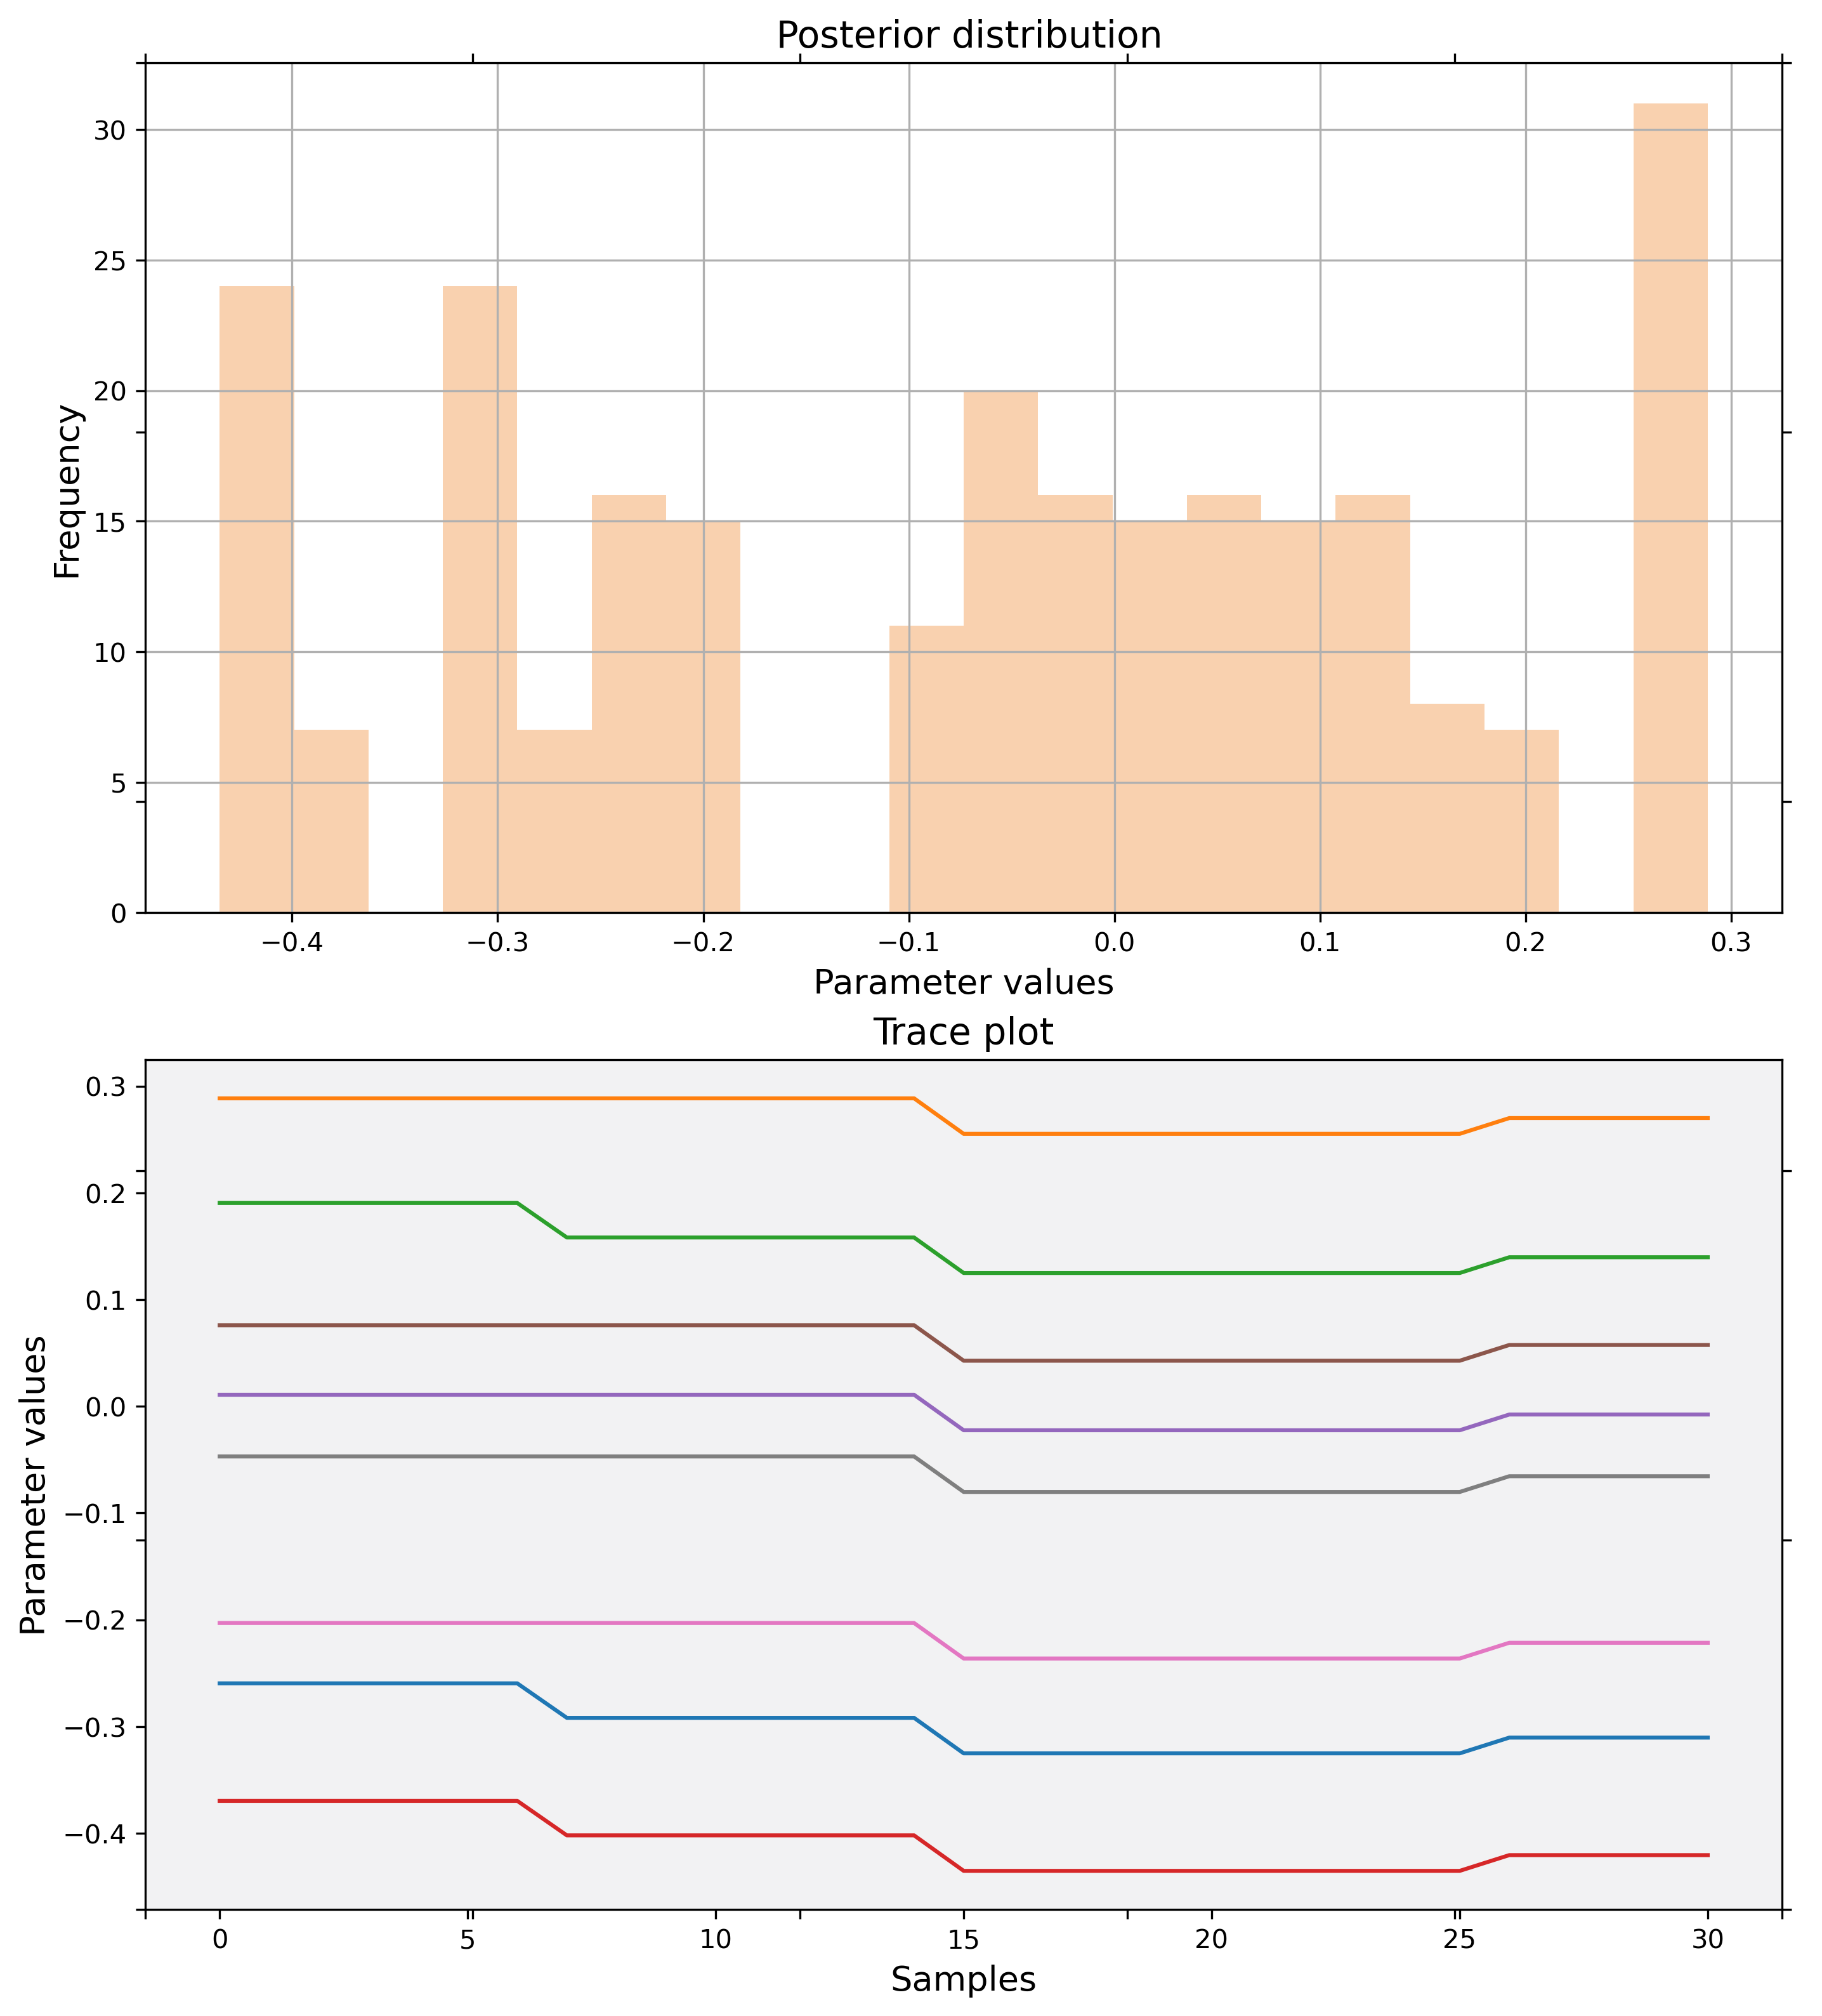 Posterior distribution
30
25
20
15
10
5
0
Frequency
−0.4 −0.3 −0.2 −0.1 0.0 0.1 0.2 0.3
Parameter values
Trace plot
0.3
0.2
0.1
0.0
−0.1
−0.2
−0.3
−0.4
Parameter values
0 5 10 15 20 25 30
Samples